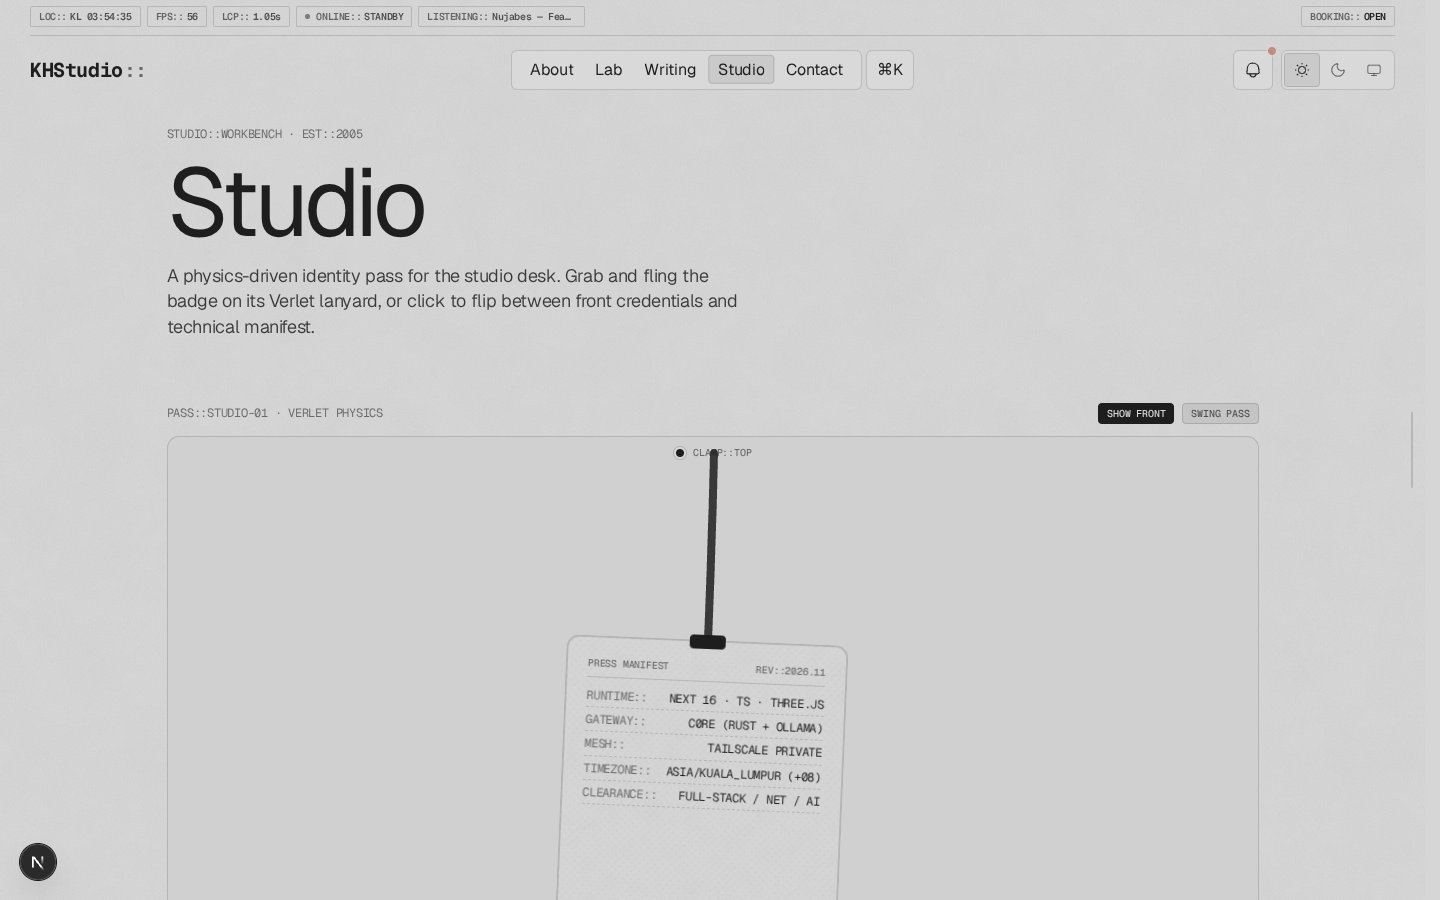 LOC:: KL 03:54:35
FPS:: 56
LCP:: 1.05s
ONLINE:: STANDBY
LISTENING:: Nujabes — Fea…
BOOKING:: OPEN
KHStudio::
About
Lab
Writing
Studio
Contact
⌘K
STUDIO::WORKBENCH · EST::2005
Studio
A physics-driven identity pass for the studio desk. Grab and fling the
badge on its Verlet lanyard, or click to flip between front credentials and
technical manifest.
PASS::STUDIO-01 · VERLET PHYSICS
SHOW FRONT
SWING PASS
::TOP
PRESS MANIFEST
REV::2026.11
RUNTIME:: NEXT 16 · TS · THREE.JS
GATEWAY:: C0RE (RUST + OLLAMA)
MESH:: TAILSCALE PRIVATE
TIMEZONE:: ASIA/KUALA_LUMPUR (+08)
CLEARANCE:: FULL-STACK / NET / AI
N